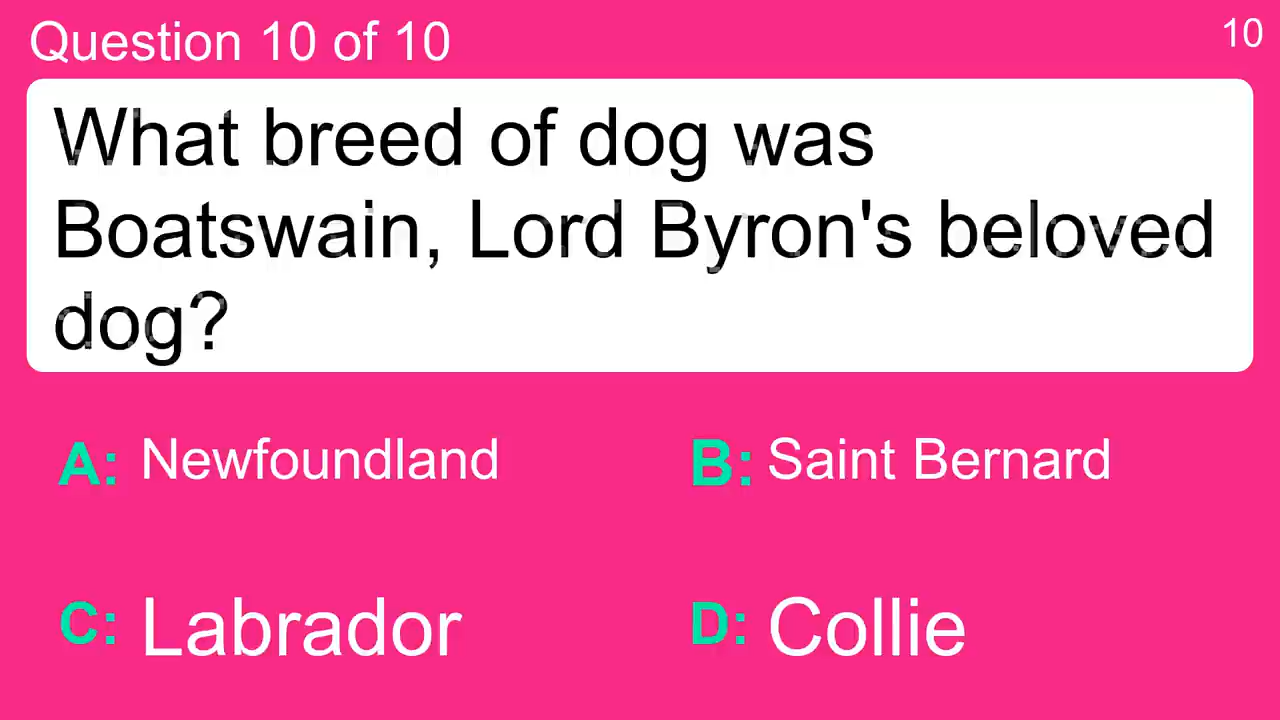 Question 10 of 10
10
What breed of dog was
Boatswain, Lord Byron's beloved
dog?
A: Newfoundland
B: Saint Bernard
C: Labrador
D: Collie